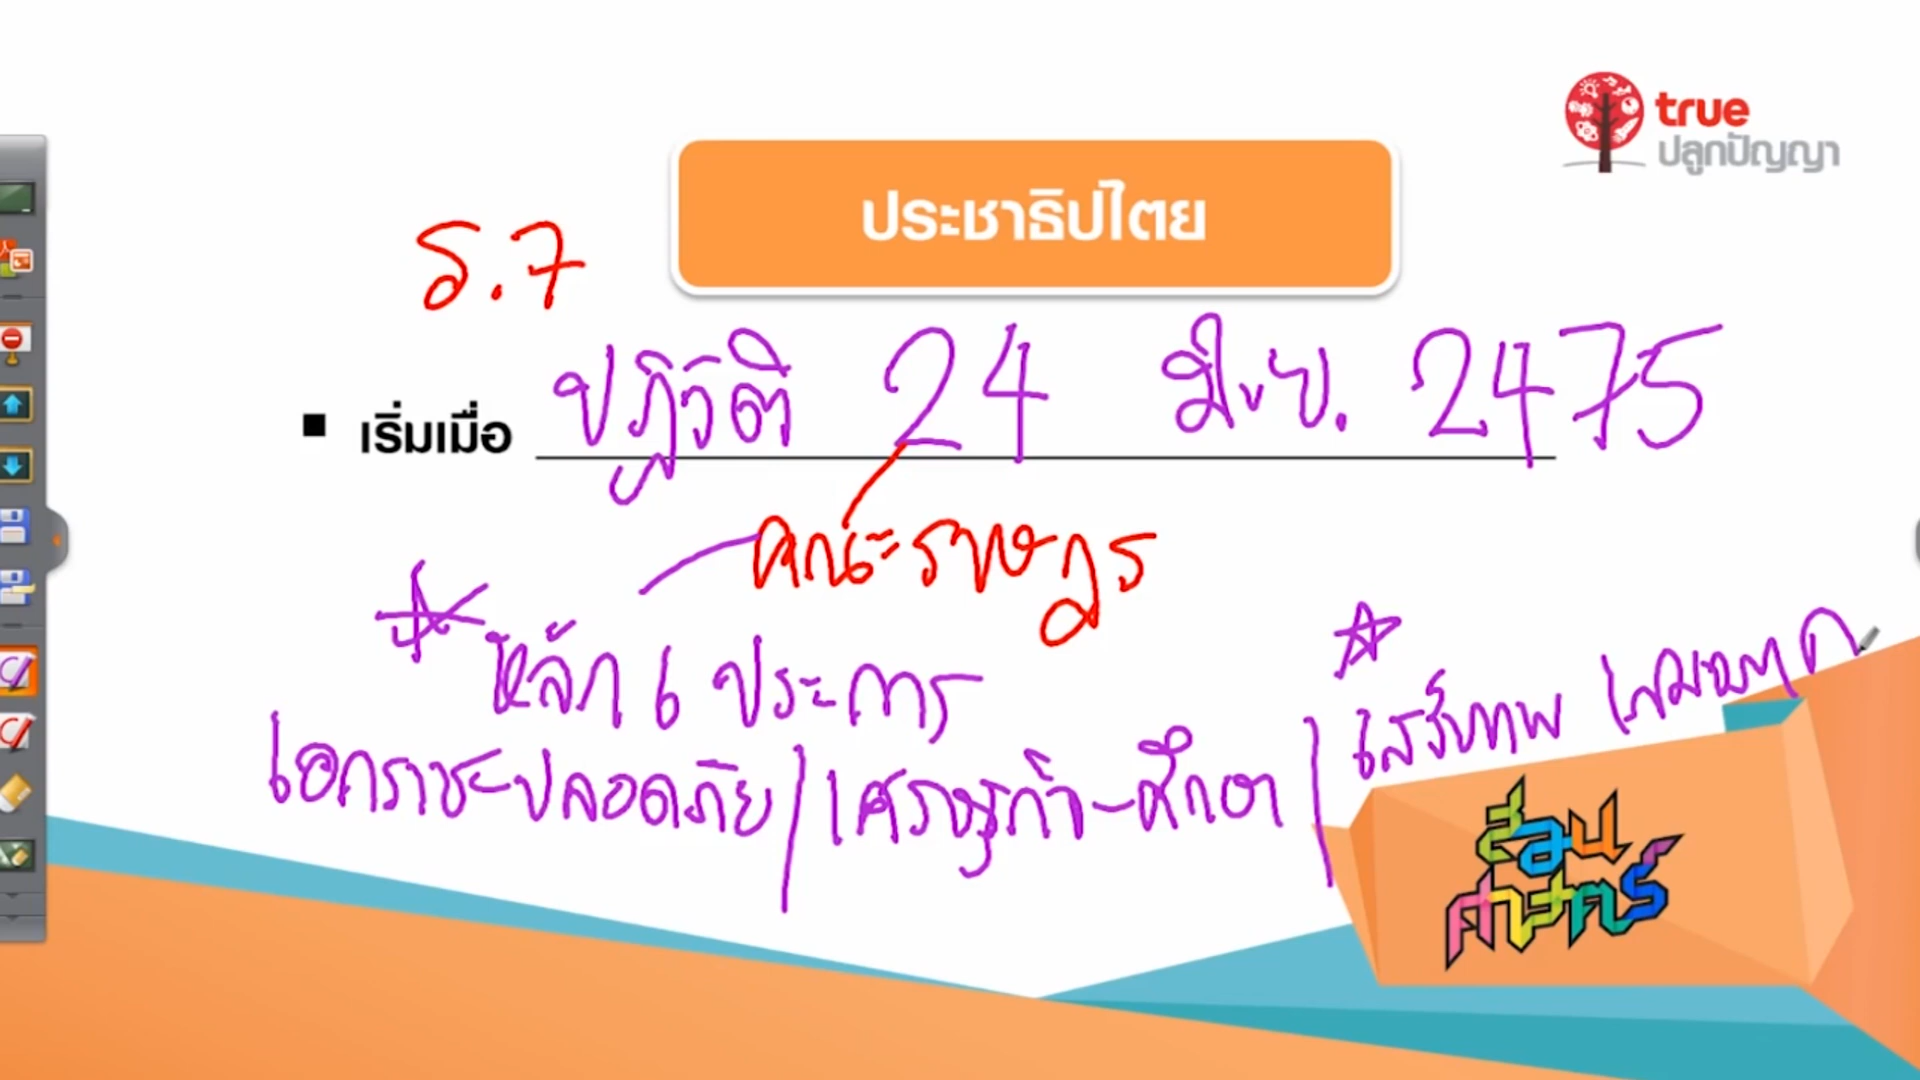 true
ปลูกปัญญา
ประชาธิปไตย
ร.7
เริ่มเมื่อ ปฏิวัติ 24 มิ.ย. 2475
คณะราษฎร
หลัก 6 ประการ
เอกราช-ปลอดภัย/เศรษฐกิจ-ศึกษา/เสรีภาพ เสมอภาค
สอน
ศาสตร์